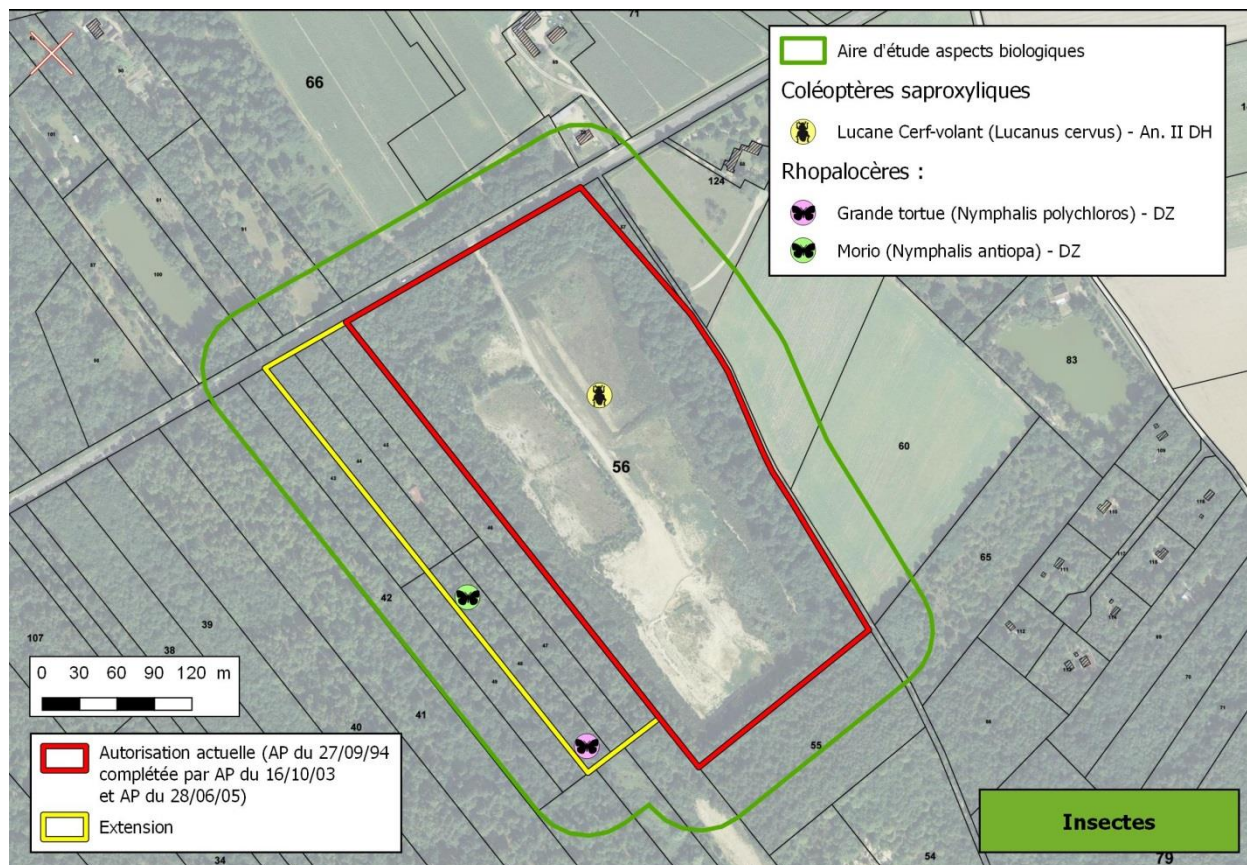 Aire d'étude aspects biologiques
Coléoptères saproxyliques
Lucane Cerf-volant (Lucanus cervus) - An. II DH
Rhopalocères :
Grande tortue (Nymphalis polychloros) - DZ
Morio (Nymphalis antiopa) - DZ
71
66
124
83
60
56
65
42
107
39
38
41
40
55
34
54
79
0 30 60 90 120 m
Autorisation actuelle (AP du 27/09/94
complétée par AP du 16/10/03
et AP du 28/06/05)
Extension
Insectes